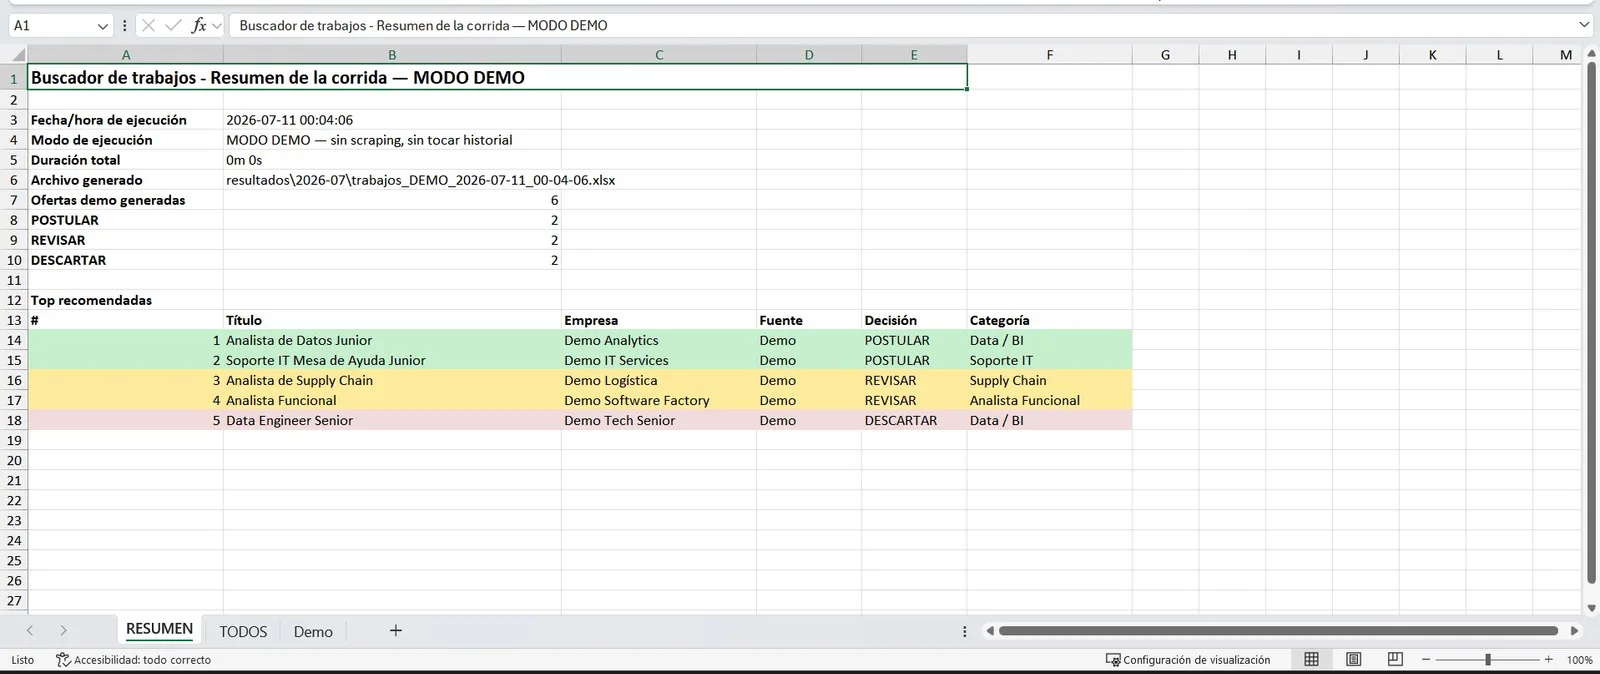 A1
fx
Buscador de trabajos - Resumen de la corrida — MODO DEMO
A B C D E F G H I J K L M
1 Buscador de trabajos - Resumen de la corrida — MODO DEMO
2
3 Fecha/hora de ejecución 2026-07-11 00:04:06
4 Modo de ejecución MODO DEMO — sin scraping, sin tocar historial
5 Duración total 0m 0s
6 Archivo generado resultados\2026-07\trabajos_DEMO_2026-07-11_00-04-06.xlsx
7 Ofertas demo generadas 6
8 POSTULAR 2
9 REVISAR 2
10 DESCARTAR 2
11
12 Top recomendadas
13 # Título Empresa Fuente Decisión Categoría
14 1 Analista de Datos Junior Demo Analytics Demo POSTULAR Data / BI
15 2 Soporte IT Mesa de Ayuda Junior Demo IT Services Demo POSTULAR Soporte IT
16 3 Analista de Supply Chain Demo Logística Demo REVISAR Supply Chain
17 4 Analista Funcional Demo Software Factory Demo REVISAR Analista Funcional
18 5 Data Engineer Senior Demo Tech Senior Demo DESCARTAR Data / BI
19
20
21
22
23
24
25
26
27
RESUMEN TODOS Demo +
Listo Accesibilidad: todo correcto Configuración de visualización − + 100%